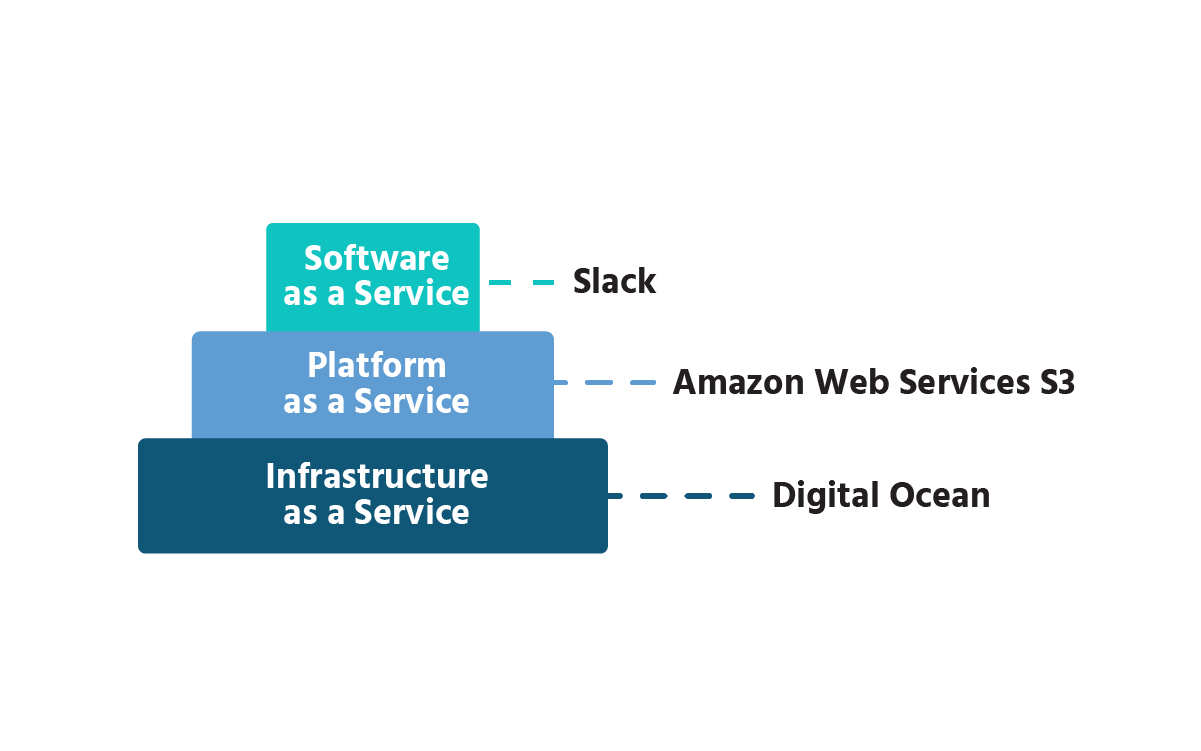 Software
as a Service
Slack
Platform
as a Service
Amazon Web Services S3
Infrastructure
as a Service
Digital Ocean